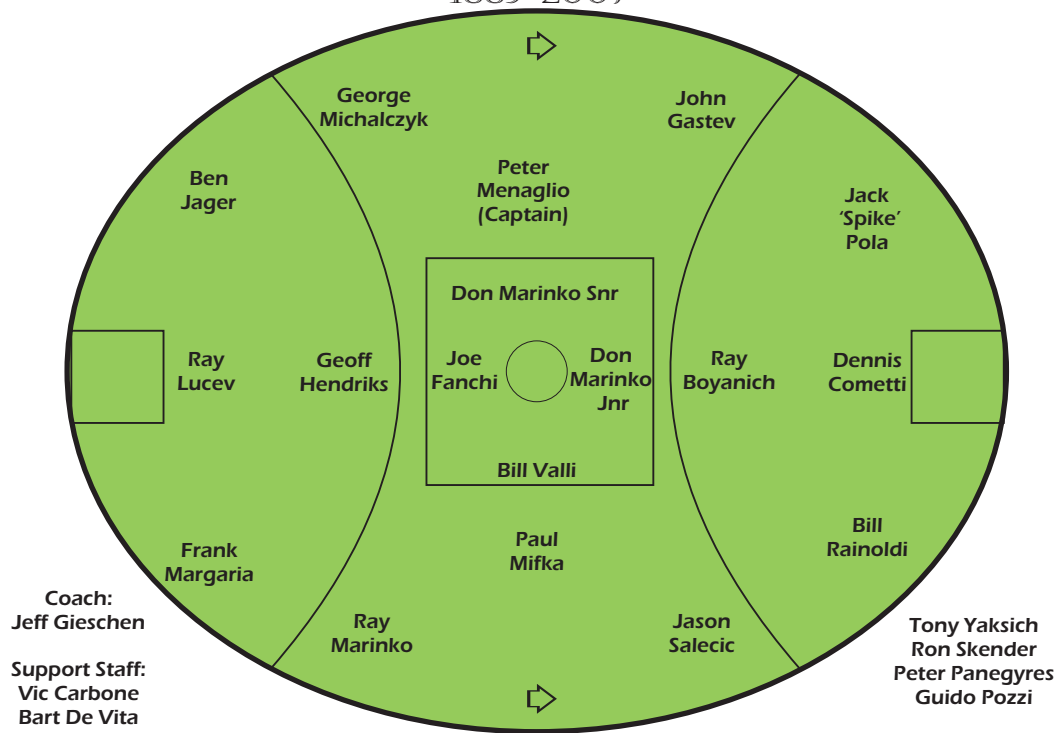 George
Michalczyk
John
Gastev
Ben
Jager
Peter
Menaglio
(Captain)
Jack
‘Spike’
Pola
Don Marinko Snr
Ray
Lucev
Geoff
Hendriks
Joe
Fanchi
Don
Marinko
Jnr
Ray
Boyanich
Dennis
Cometti
Bill Valli
Frank
Margaria
Paul
Mifka
Bill
Rainoldi
Ray
Marinko
Jason
Salecic
Coach:
Jeff Gieschen
Support Staff:
Vic Carbone
Bart De Vita
Tony Yaksich
Ron Skender
Peter Panegyres
Guido Pozzi